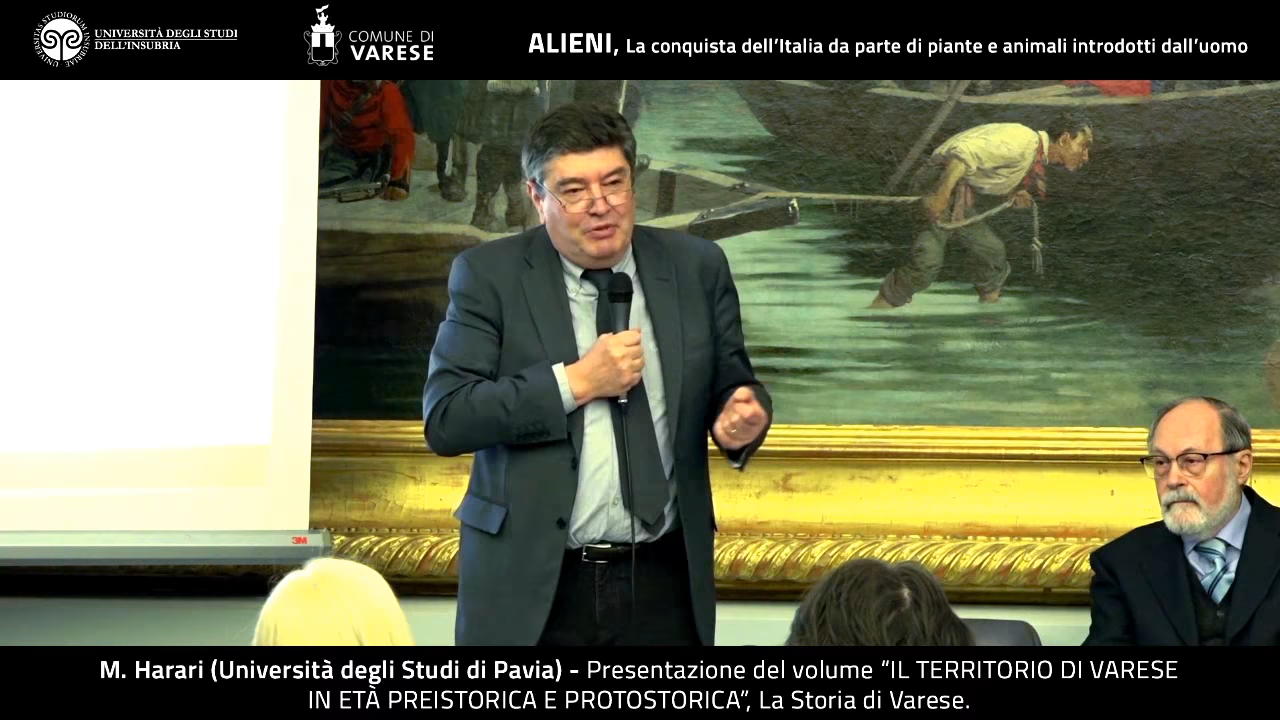 UNIVERSITÀ DEGLI STUDI
DELL'INSUBRIA
COMUNE DI
VARESE
ALIENI, La conquista dell'Italia da parte di piante e animali introdotti dall'uomo
3M
M. Harari (Università degli Studi di Pavia) - Presentazione del volume “IL TERRITORIO DI VARESE
IN ETÀ PREISTORICA E PROTOSTORICA”, La Storia di Varese.